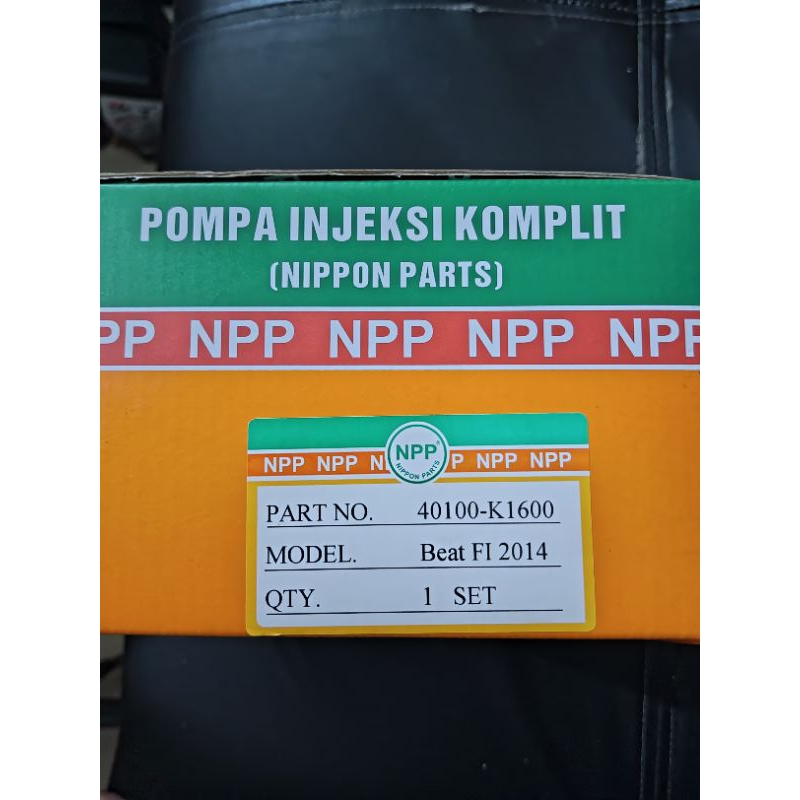 POMPA INJEKSI KOMPLIT
(NIPPON PARTS)
PP NPP NPP NPP NPP
NPP NPP N P NPP NPP
NPP®
NIPPON PARTS
PART NO. 40100-K1600
MODEL. Beat FI 2014
QTY. 1 SET